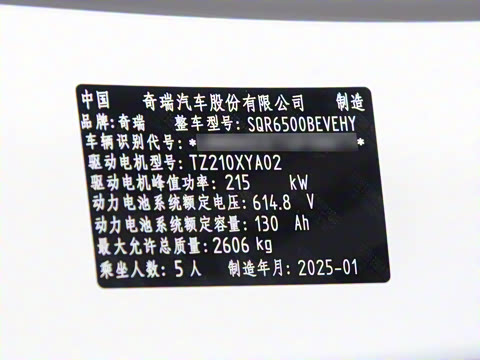 中国 奇瑞汽车股份有限公司 制造
品牌:奇瑞 整车型号:SQR6500BEVEHY
车辆识别代号:* *
驱动电机型号:TZ210XYA02
驱动电机峰值功率:215 kW
动力电池系统额定电压:614.8 V
动力电池系统额定容量:130 Ah
最大允许总质量:2606 kg
乘坐人数:5人 制造年月:2025-01